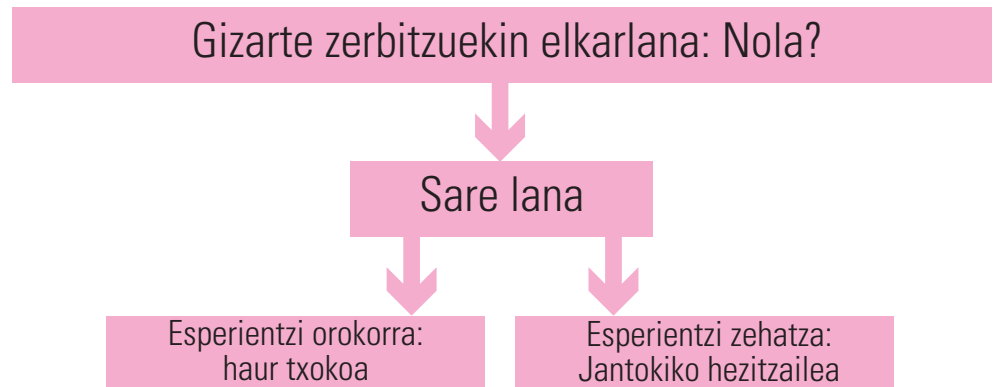 Gizarte zerbitzuekin elkarlana: Nola?
Sare lana
Esperientzi orokorra:
haur txokoa
Esperientzi zehatza:
Jantokiko hezitzailea